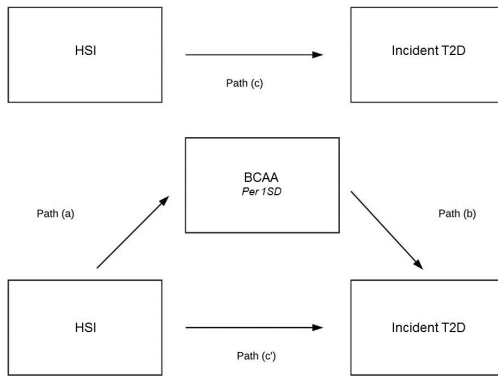 HSI
Incident T2D
Path (c)
BCAA
Per 1SD
Path (a)
Path (b)
HSI
Incident T2D
Path (c')